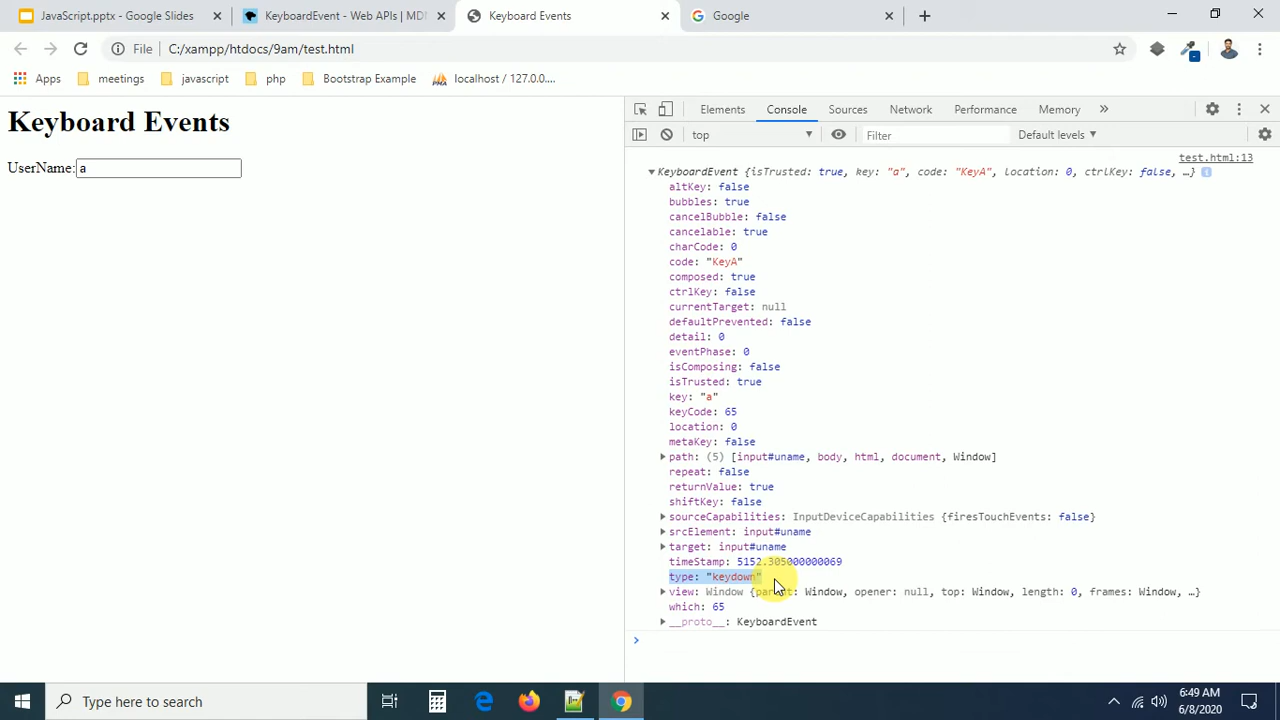 JavaScript.pptx - Google Slides
KeyboardEvent - Web APIs | MDN
Keyboard Events
Google
File
C:/xampp/htdocs/9am/test.html
Apps
meetings
javascript
php
Bootstrap Example
localhost / 127.0.0....
Keyboard Events
UserName:
a
Elements
Console
Sources
Network
Performance
Memory
top
Filter
Default levels
test.html:13
KeyboardEvent {isTrusted: true, key: "a", code: "KeyA", location: 0, ctrlKey: false, …}
altKey: false
bubbles: true
cancelBubble: false
cancelable: true
charCode: 0
code: "KeyA"
composed: true
ctrlKey: false
currentTarget: null
defaultPrevented: false
detail: 0
eventPhase: 0
isComposing: false
isTrusted: true
key: "a"
keyCode: 65
location: 0
metaKey: false
path: (5) [input#uname, body, html, document, Window]
repeat: false
returnValue: true
shiftKey: false
sourceCapabilities: InputDeviceCapabilities {firesTouchEvents: false}
srcElement: input#uname
target: input#uname
timeStamp: 5152.305000000069
type: "keydown"
view: Window {parent: Window, opener: null, top: Window, length: 0, frames: Window, …}
which: 65
__proto__: KeyboardEvent
Type here to search
6:49 AM
6/8/2020